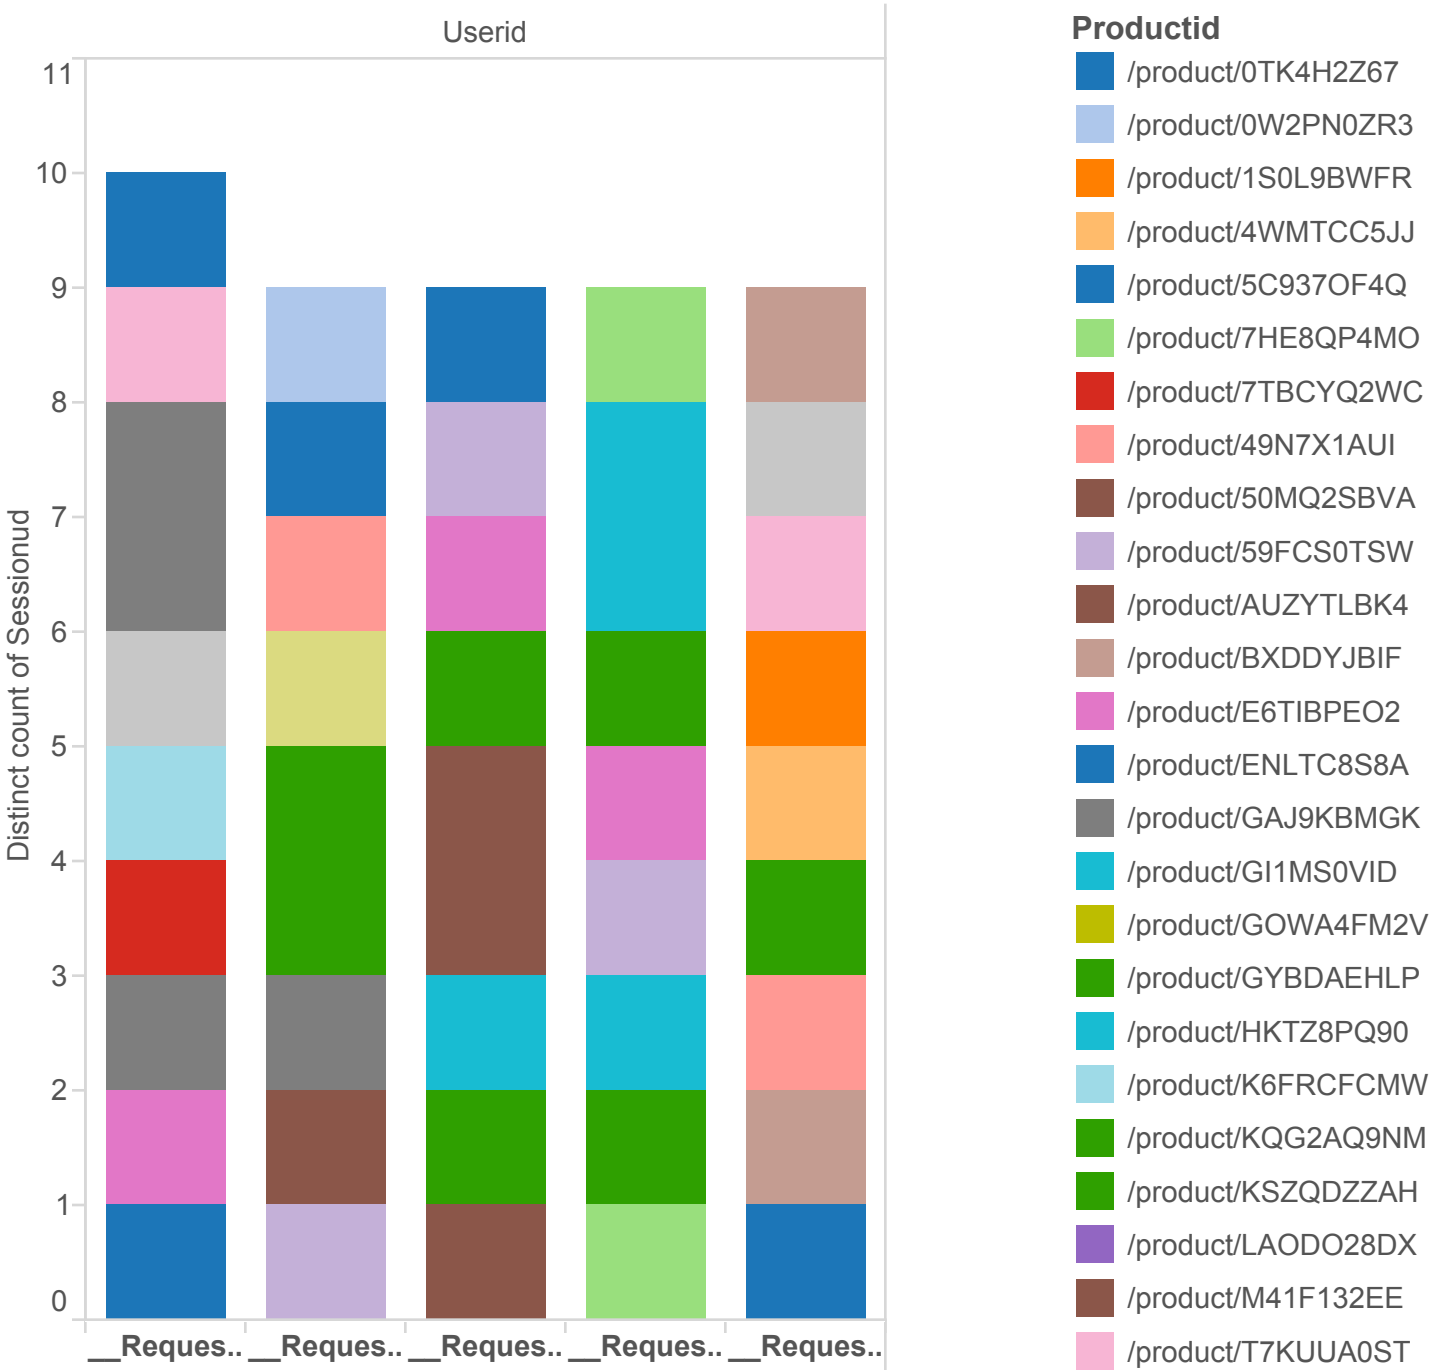 Userid
11
10
9
8
7
6
5
4
3
2
1
0
Distinct count of Sessionud
__Reques.. __Reques.. __Reques.. __Reques.. __Reques..
Productid
/product/0TK4H2Z67
/product/0W2PN0ZR3
/product/1S0L9BWFR
/product/4WMTCC5JJ
/product/5C937OF4Q
/product/7HE8QP4MO
/product/7TBCYQ2WC
/product/49N7X1AUI
/product/50MQ2SBVA
/product/59FCS0TSW
/product/AUZYTLBK4
/product/BXDDYJBIF
/product/E6TIBPEO2
/product/ENLTC8S8A
/product/GAJ9KBMGK
/product/GI1MS0VID
/product/GOWA4FM2V
/product/GYBDAEHLP
/product/HKTZ8PQ90
/product/K6FRCFCMW
/product/KQG2AQ9NM
/product/KSZQDZZAH
/product/LAODO28DX
/product/M41F132EE
/product/T7KUUA0ST